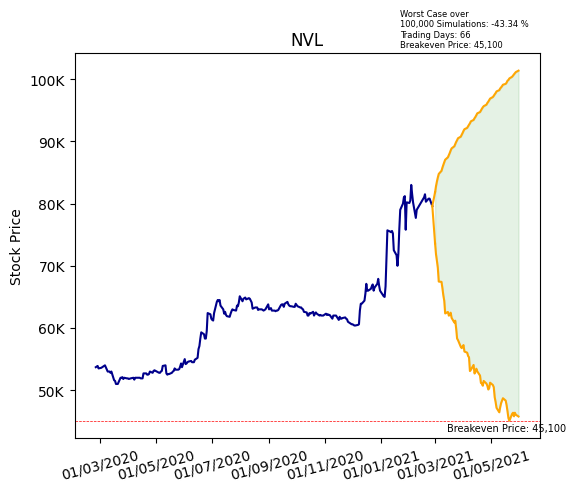 Worst Case over
100,000 Simulations: -43.34 %
Trading Days: 66
Breakeven Price: 45,100
NVL
Stock Price
100K
90K
80K
70K
60K
50K
Breakeven Price: 45,100
01/03/2020
01/05/2020
01/07/2020
01/09/2020
01/11/2020
01/01/2021
01/03/2021
01/05/2021